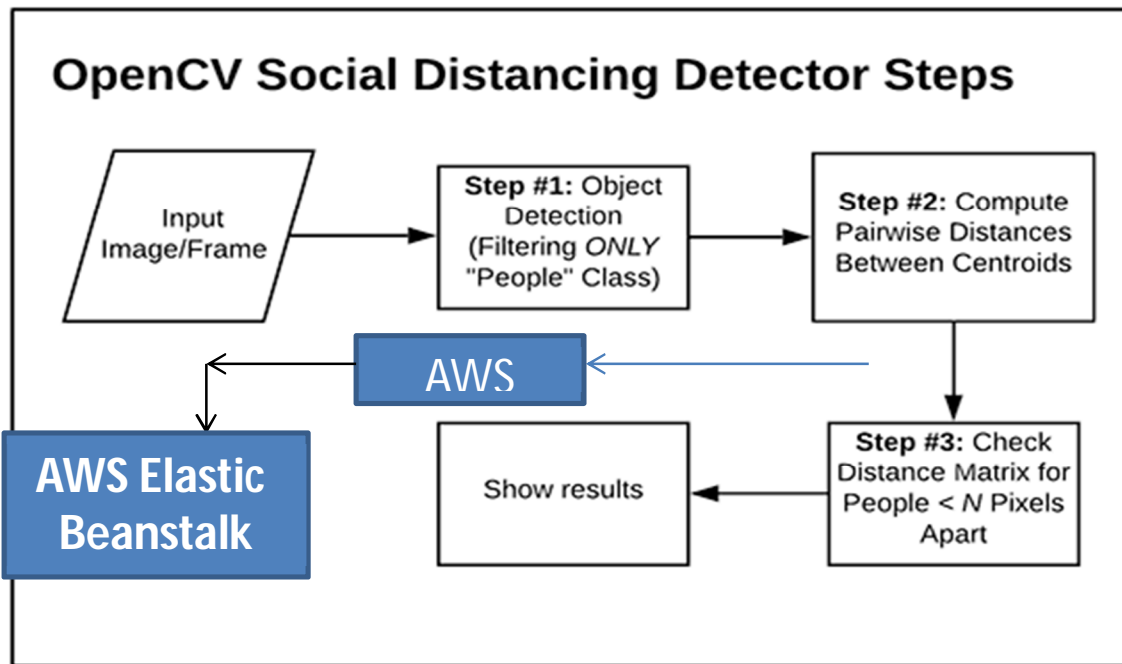 OpenCV Social Distancing Detector Steps
Input
Image/Frame
Step #1: Object
Detection
(Filtering ONLY
"People" Class)
Step #2: Compute
Pairwise Distances
Between Centroids
AWS
AWS Elastic
Beanstalk
Show results
Step #3: Check
Distance Matrix for
People < N Pixels
Apart